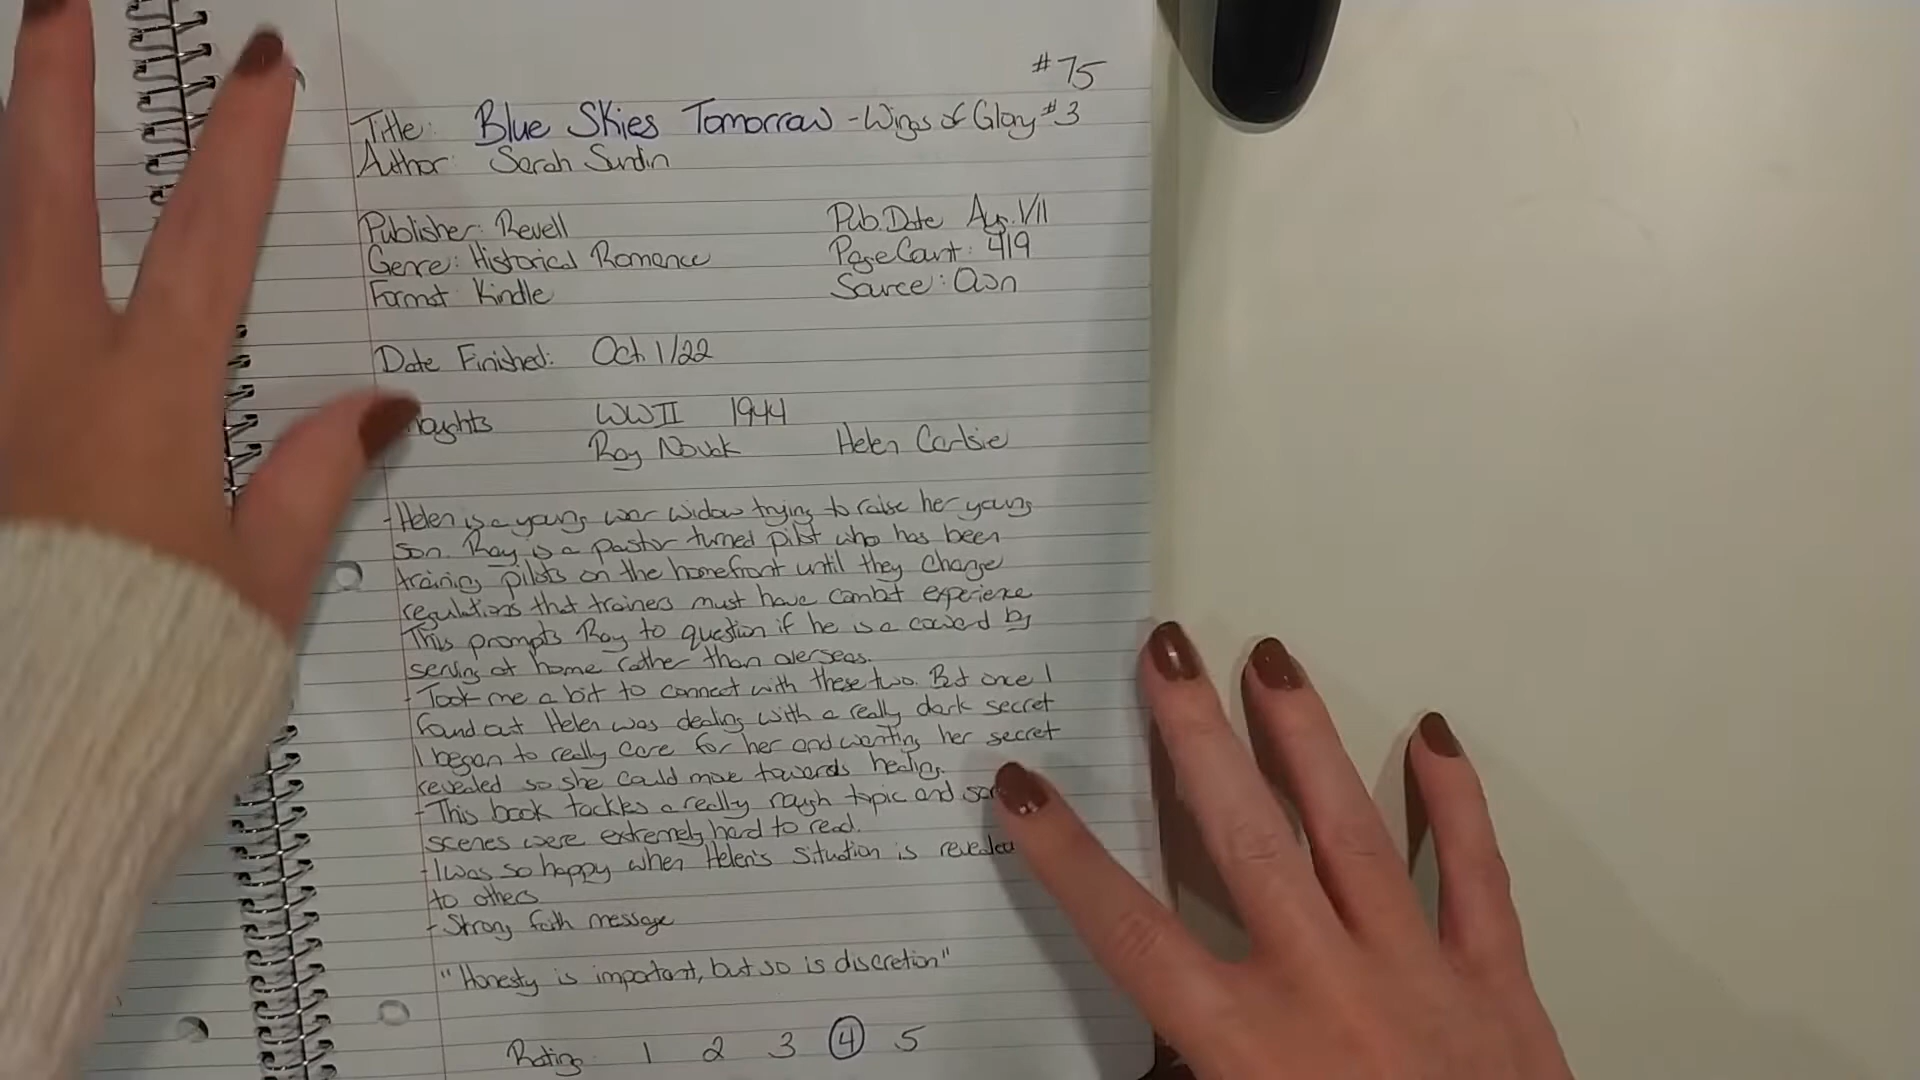 #75
Title: Blue Skies Tomorrow - Wings of Glory #3
Author: Sarah Sundin
Publisher: Revell Pub. Date Aug. 1/11
Genre: Historical Romance Page Count: 419
Format Kindle Source: Own
Date Finished: Oct. 1/22
houghts WWII 1944
Ray Novak Helen Carlisle
- Helen is a young war widow trying to raise her young
son. Ray is a pastor turned pilot who has been
training pilots on the homefront until they change
regulations that trainers must have combat experience
This prompts Ray to question if he is a coward by
serving at home rather than overseas.
- Took me a bit to connect with these two. But once I
found out Helen was dealing with a really dark secret
I began to really care for her and wanting her secret
revealed so she could move towards healing.
- This book tackles a really rough topic and so
scenes were extremely hard to read.
- I was so happy when Helen's situation is revealed
to others
- Strong faith message
"Honesty is important, but so is discretion"
Rating: 1 2 3 4 5